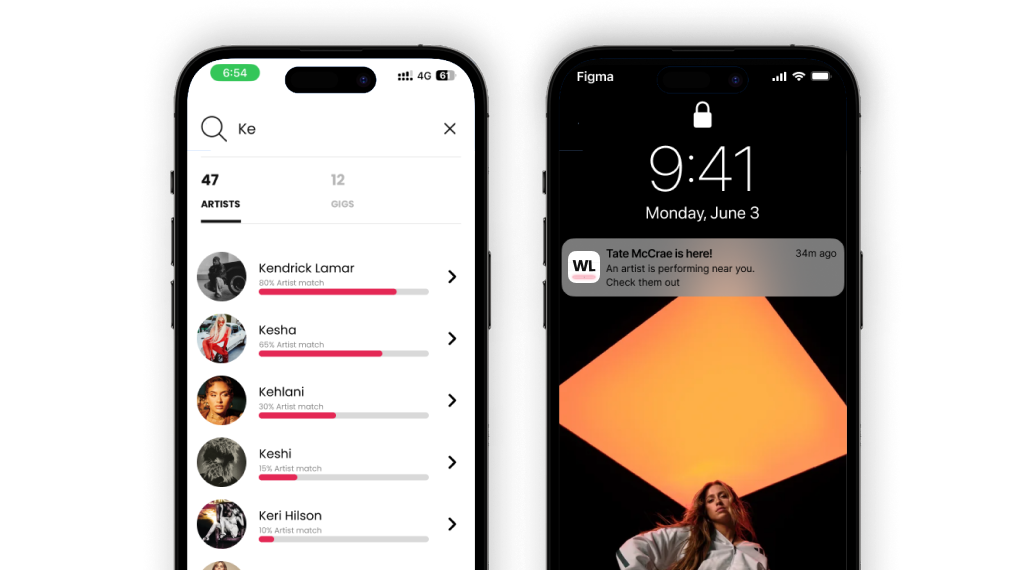 6:54
4G 61
Ke
47
12
ARTISTS
GIGS
Kendrick Lamar
80% Artist match
Kesha
65% Artist match
Kehlani
30% Artist match
Keshi
15% Artist match
Keri Hilson
10% Artist match
Figma
9:41
Monday, June 3
WL
Tate McCrae is here!
34m ago
An artist is performing near you.
Check them out